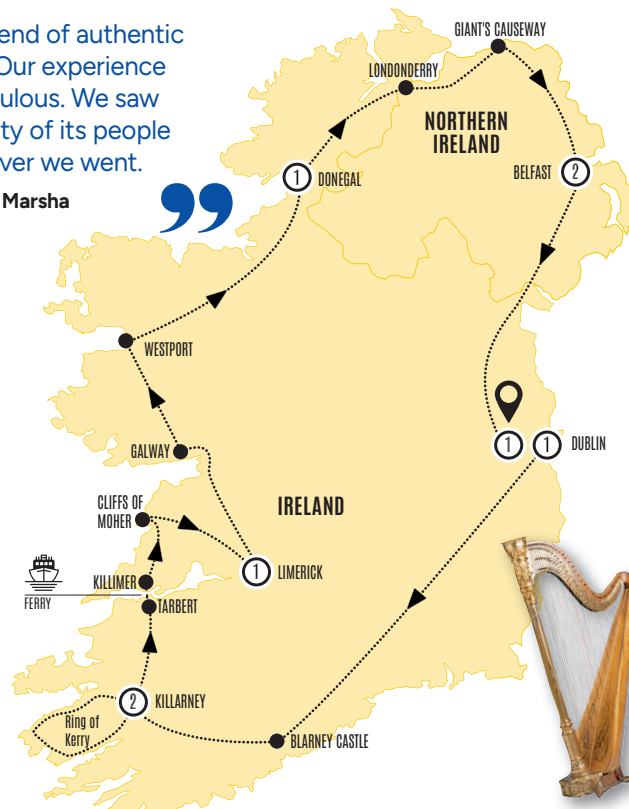 end of authentic
Our experience
ulous. We saw
ty of its people
ver we went.
Marsha
”
GIANT'S CAUSEWAY
LONDONDERRY
NORTHERN
IRELAND
1 DONEGAL
BELFAST 2
WESTPORT
GALWAY
1 1 DUBLIN
CLIFFS OF
MOHER
IRELAND
1 LIMERICK
KILLIMER
FERRY
TARBERT
2 KILLARNEY
Ring of
Kerry
BLARNEY CASTLE